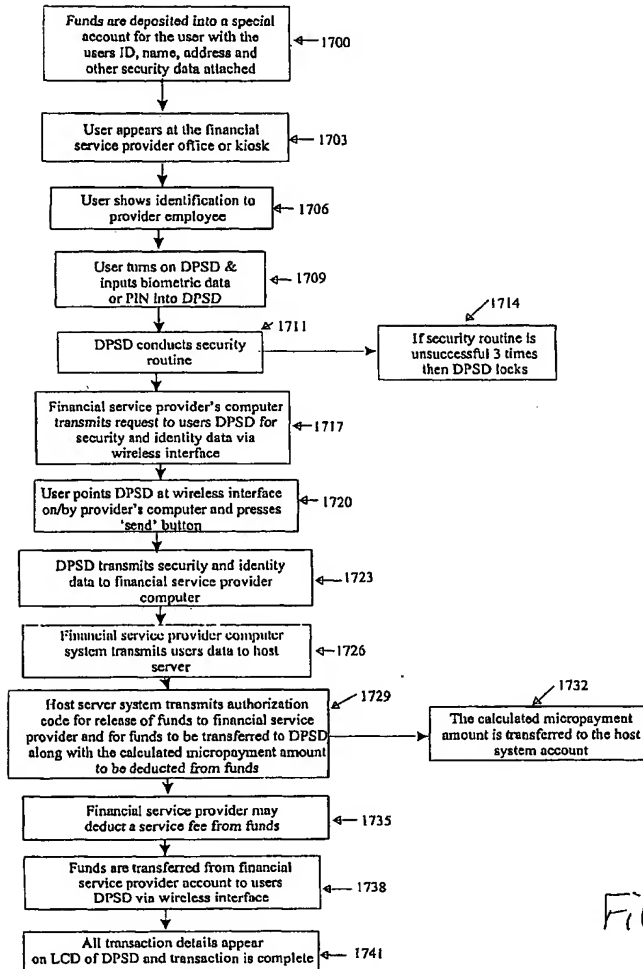 Funds are deposited into a special
account for the user with the
users ID, name, address and
other security data attached
1700
User appears at the financial
service provider office or kiosk
1703
User shows identification to
provider employee
1706
User turns on DPSD &
inputs biometric data
or PIN into DPSD
1709
1711
DPSD conducts security
routine
1714
If security routine is
unsuccessful 3 times
then DPSD locks
Financial service provider's computer
transmits request to users DPSD for
security and identity data via
wireless interface
1717
User points DPSD at wireless interface
on/by provider's computer and presses
'send' button
1720
DPSD transmits security and identity
data to financial service provider
computer
1723
Financial service provider computer
system transmits users data to host
server
1726
1729
Host server system transmits authorization
code for release of funds to financial service
provider and for funds to be transferred to DPSD
along with the calculated micropayment amount
to be deducted from funds
1732
The calculated micropayment
amount is transferred to the host
system account
Financial service provider may
deduct a service fee from funds
1735
Funds are transferred from financial
service provider account to users
DPSD via wireless interface
1738
All transaction details appear
on LCD of DPSD and transaction is complete
1741